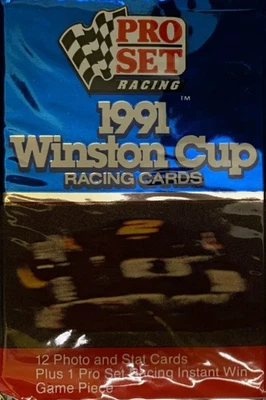 PRO
SET
RACING
™
1991
Winston Cup
RACING CARDS
12 Photo and Stat Cards
Plus 1 Pro Set Racing Instant Win
Game Piece